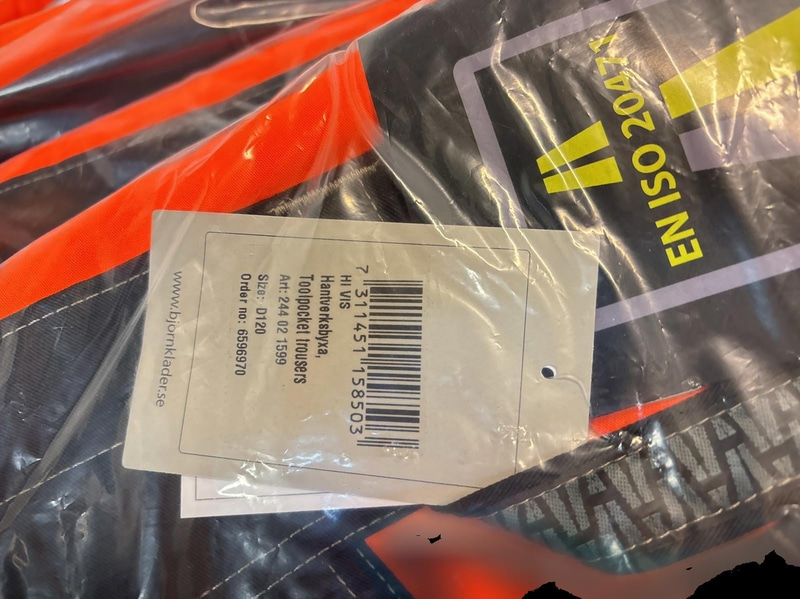 7 311451 158503
HI VIS
Hantverksbyxa,
Toolpocket trousers
Art: 244 02 1599
Size: D120
Order no: 6596970
www.bjornklader.se
EN ISO 20471